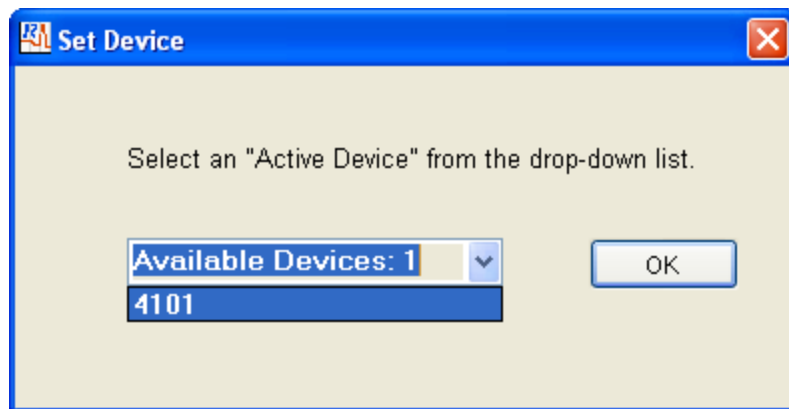 Set Device
Select an "Active Device" from the drop-down list.
Available Devices: 1
OK
4101